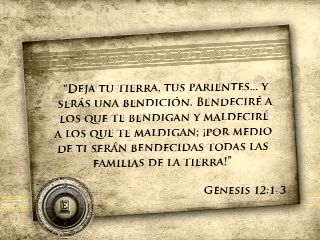 "Deja tu tierra, tus parientes... y
serás una bendición. Bendeciré a
los que te bendigan y maldeciré
a los que te maldigan; ¡por medio
de ti serán bendecidas todas las
familias de la tierra!"
Génesis 12:1-3
E